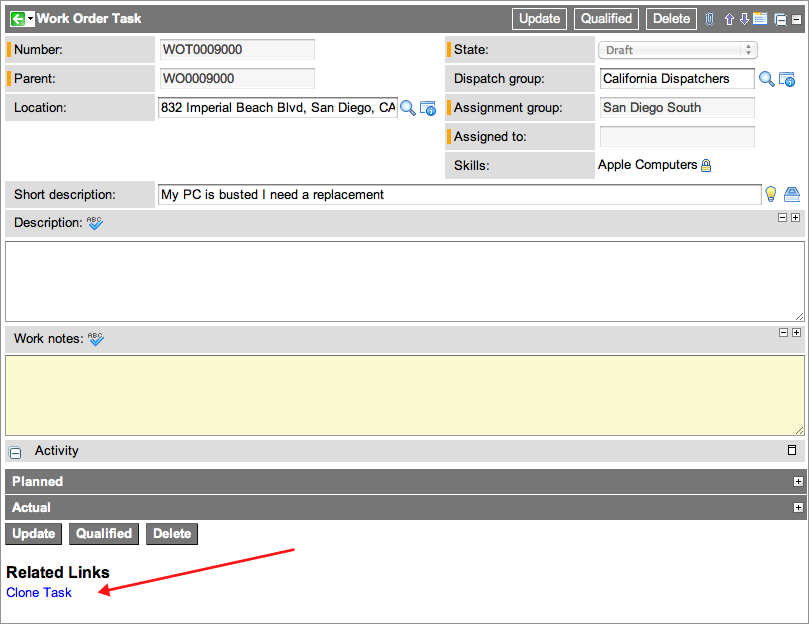 Work Order Task Update Qualified Delete
Number: WOT0009000 State: Draft
Parent: WO0009000 Dispatch group: California Dispatchers
Location: 832 Imperial Beach Blvd, San Diego, CA Assignment group: San Diego South
Assigned to:
Skills: Apple Computers
Short description: My PC is busted I need a replacement
Description: ABC
Work notes: ABC
Activity
Planned
Actual
Update Qualified Delete
Related Links
Clone Task